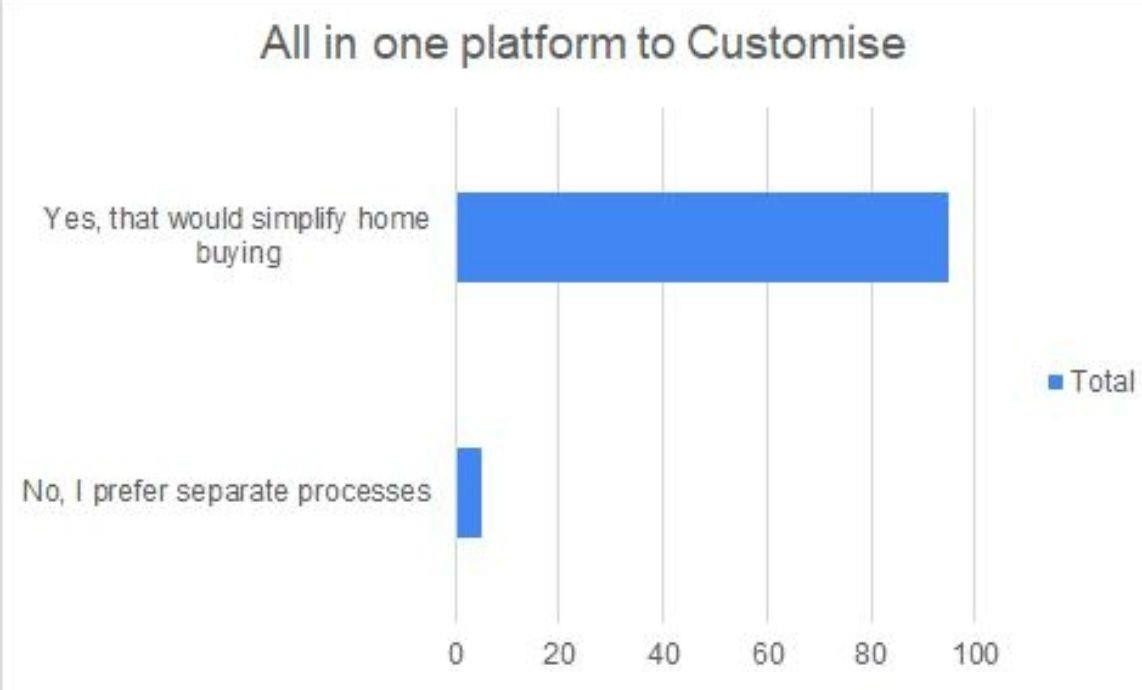 All in one platform to Customise
Yes, that would simplify home
buying
Total
No, I prefer separate processes
0 20 40 60 80 100